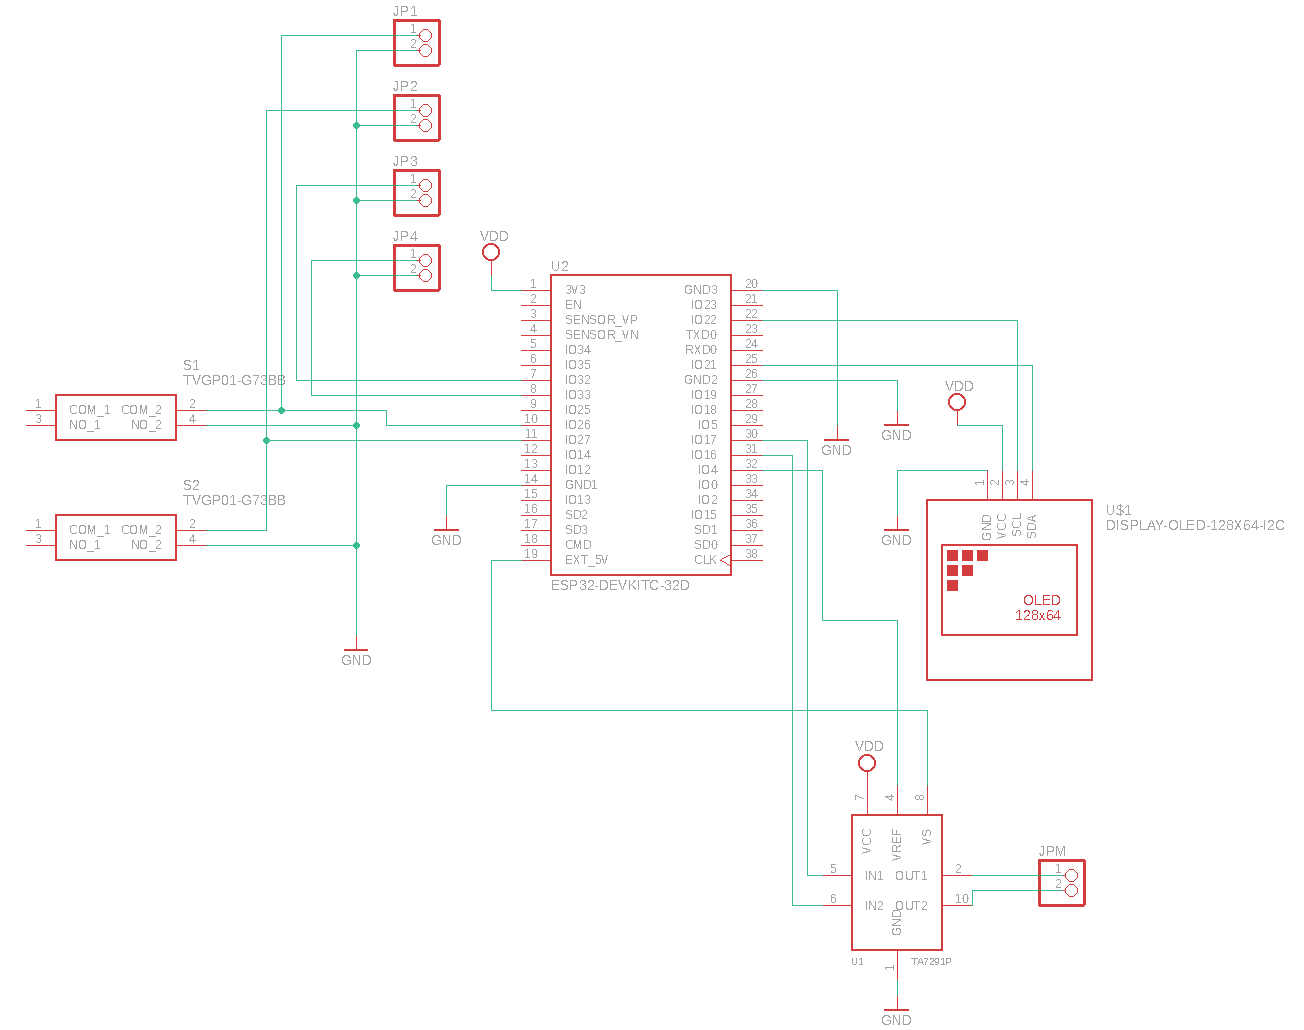 JP1
1
2
JP2
1
2
JP3
1
2
JP4
1
2
VDD
U2
1 3V3 GND3 20
2 EN IO23 21
3 SENSOR_VP IO22 22
4 SENSOR_VN TXD0 23
5 IO34 RXD0 24
6 IO35 IO21 25
7 IO32 GND2 26
8 IO33 IO19 27
9 IO25 IO18 28
10 IO26 IO5 29
11 IO27 IO17 30
12 IO14 IO16 31
13 IO12 IO4 32
14 GND1 IO0 33
15 IO13 IO2 34
16 SD2 IO15 35
17 SD3 SD1 36
18 CMD SD0 37
19 EXT_5V CLK 38
ESP32-DEVKITC-32D
S1
TVGP01-G73BB
1 COM_1 COM_2 2
3 NO_1 NO_2 4
S2
TVGP01-G73BB
1 COM_1 COM_2 2
3 NO_1 NO_2 4
GND
GND
GND
GND
VDD
GND
1 2 3 4
GND VCC SCL SDA
U$1
DISPLAY-OLED-128X64-I2C
OLED
128x64
VDD
7 4 8
VCC VREF VS
5 IN1 OUT1 2
6 IN2 OUT2 10
GND
1
U1 TA7291P
GND
JPM
1
2